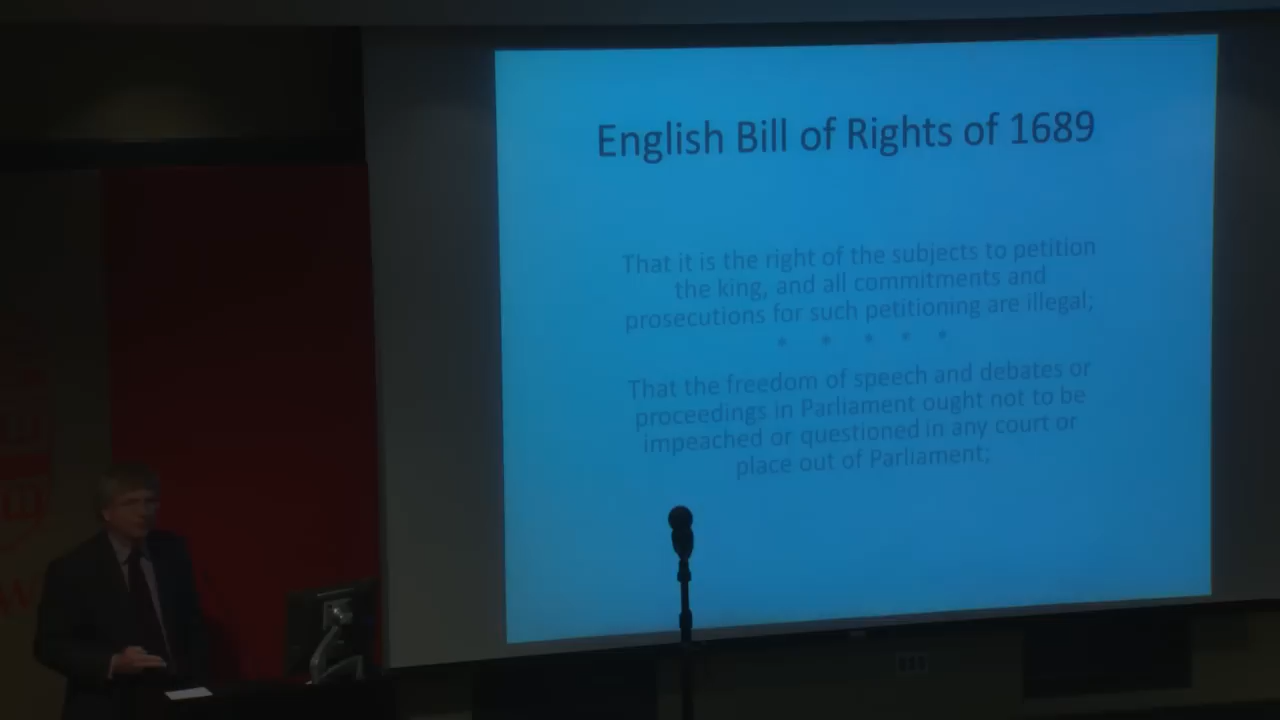 English Bill of Rights of 1689
That it is the right of the subjects to petition
the king, and all commitments and
prosecutions for such petitioning are illegal;
* * * * *
That the freedom of speech and debates or
proceedings in Parliament ought not to be
impeached or questioned in any court or
place out of Parliament;